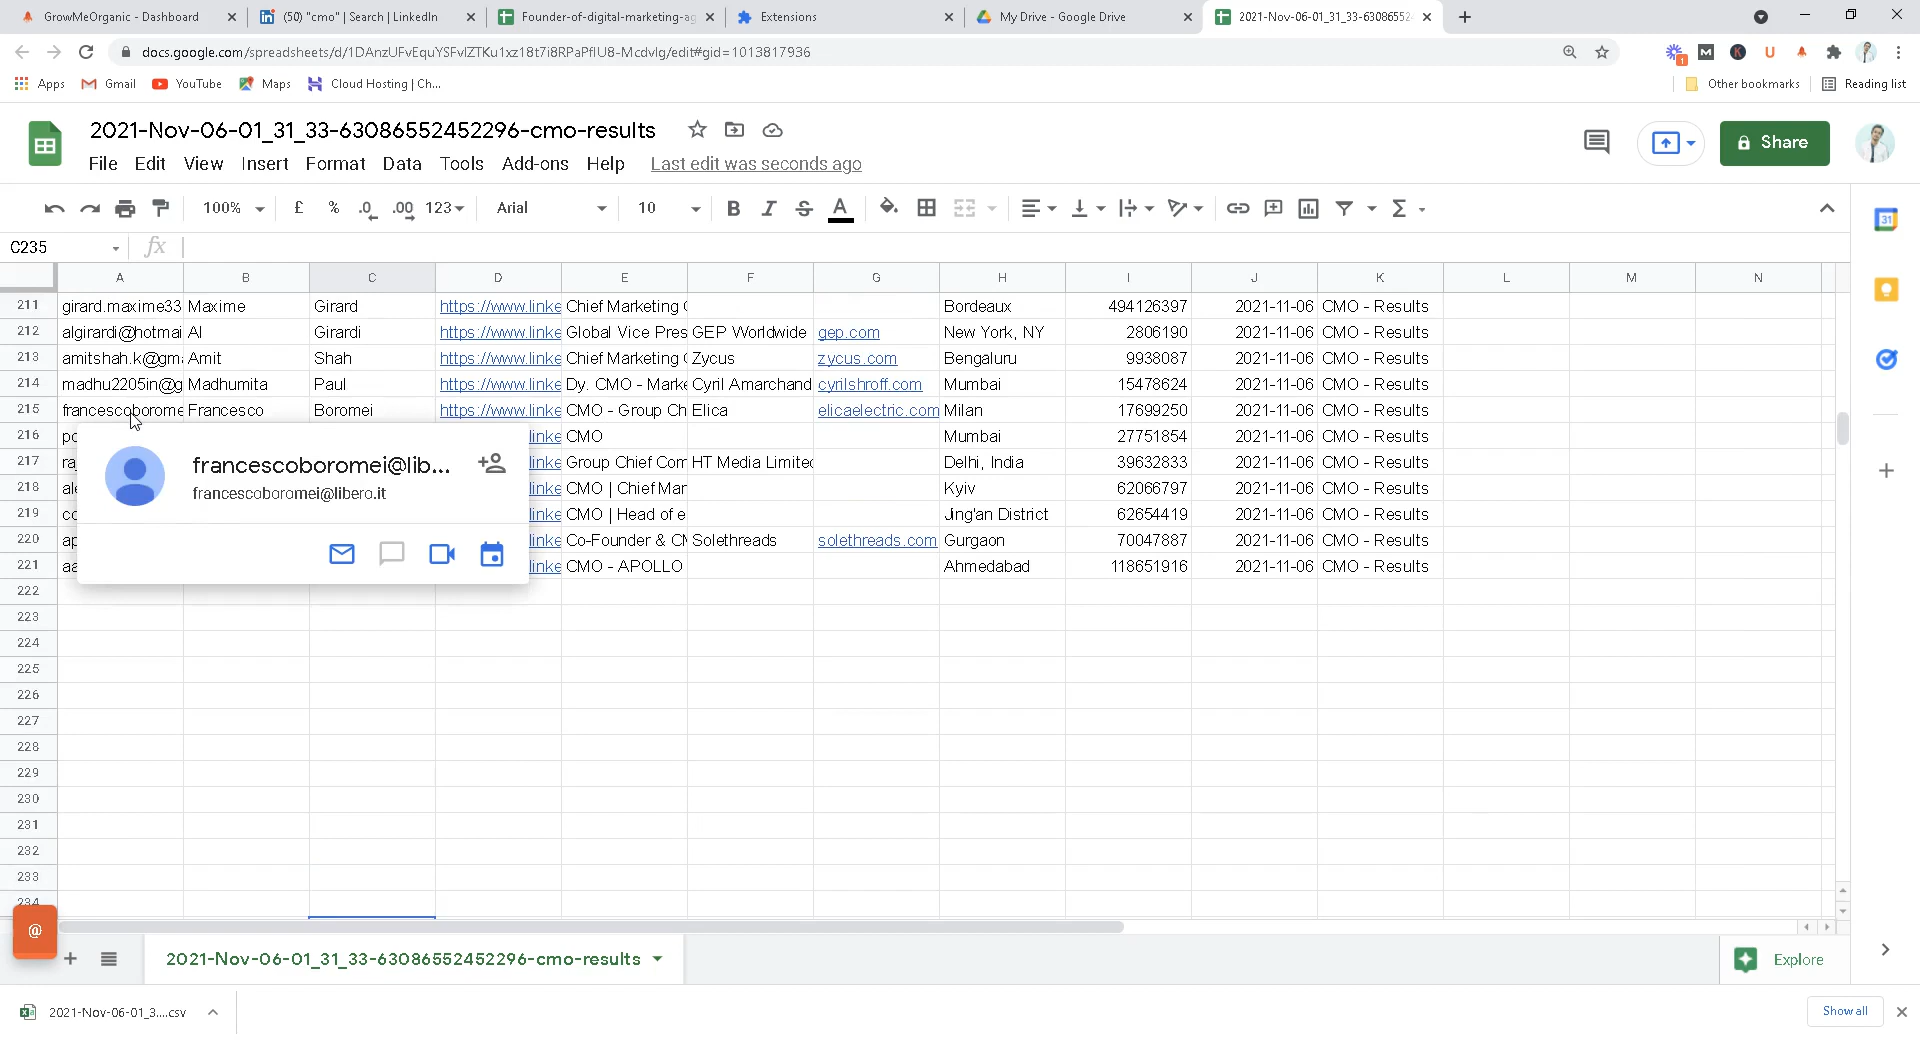 GrowMeOrganic - Dashboard
(50) "cmo" | Search | LinkedIn
Founder-of-digital-marketing-ag
Extensions
My Drive - Google Drive
2021-Nov-06-01_31_33-6308655
docs.google.com/spreadsheets/d/1DAnzUFvEquYSFvIZTKu1xz18t7i8RPaPflU8-Mcdvlg/edit#gid=1013817936
Apps Gmail YouTube Maps Cloud Hosting | Ch... Other bookmarks Reading list
2021-Nov-06-01_31_33-63086552452296-cmo-results
File Edit View Insert Format Data Tools Add-ons Help Last edit was seconds ago
Share
100% £ % .0 .00 123 Arial 10 B I S A Σ
C235 fx
A B C D E F G H I J K L M N
211 girard.maxime33 Maxime Girard https://www.linke Chief Marketing Bordeaux 494126397 2021-11-06 CMO - Results
212 algirardi@hotmai Al Girardi https://www.linke Global Vice Pres GEP Worldwide gep.com New York, NY 2806190 2021-11-06 CMO - Results
213 amitshah.k@gm Amit Shah https://www.linke Chief Marketing Zycus zycus.com Bengaluru 9938087 2021-11-06 CMO - Results
214 madhu2205in@g Madhumita Paul https://www.linke Dy. CMO - Marke Cyril Amarchand cyrilshroff.com Mumbai 15478624 2021-11-06 CMO - Results
215 francescoborome Francesco Boromei https://www.linke CMO - Group Ch Elica elicaelectric.com Milan 17699250 2021-11-06 CMO - Results
216 po linke CMO Mumbai 27751854 2021-11-06 CMO - Results
217 raj linke Group Chief Com HT Media Limited Delhi, India 39632833 2021-11-06 CMO - Results
218 ale linke CMO | Chief Mar Kyiv 62066797 2021-11-06 CMO - Results
219 co linke CMO | Head of e Jing'an District 62654419 2021-11-06 CMO - Results
220 ap linke Co-Founder & CM Solethreads solethreads.com Gurgaon 70047887 2021-11-06 CMO - Results
221 aa linke CMO - APOLLO Ahmedabad 118651916 2021-11-06 CMO - Results
francescoboromei@lib...
francescoboromei@libero.it
222
223
224
225
226
227
228
229
230
231
232
233
234
@
2021-Nov-06-01_31_33-63086552452296-cmo-results
Explore
2021-Nov-06-01_3....csv
Show all